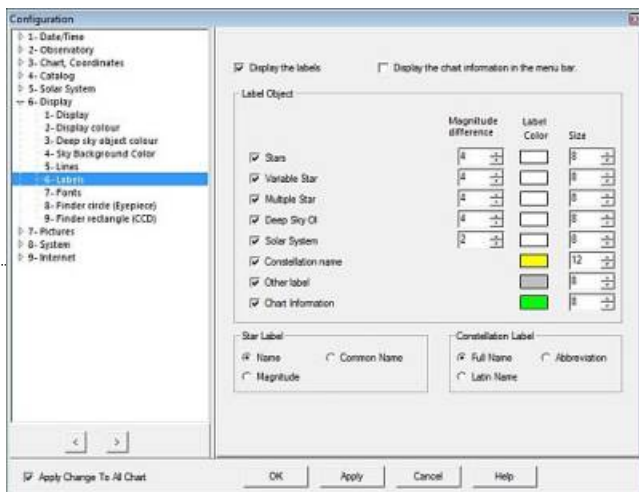 Configuration
1- Date/Time
2- Observatory
3- Chart, Coordinates
4- Catalog
5- Solar System
6- Display
1- Display
2- Display colour
3- Deep sky object colour
4- Sky Background Color
5- Lines
6- Labels
7- Fonts
8- Finder circle (Eyepiece)
9- Finder rectangle (CCD)
7- Pictures
8- System
9- Internet
< >
Display the labels Display the chart information in the menu bar.
Label Object
Magnitude difference Label Color Size
Stars 4 8
Variable Star 4 8
Multiple Star 4 8
Deep Sky Ol 4 8
Solar System 2 8
Constellation name 12
Other label 8
Chart Information 8
Star Label
Name Common Name
Magnitude
Constellation Label
Full Name Abbreviation
Latin Name
Apply Change To All Chart OK Apply Cancel Help